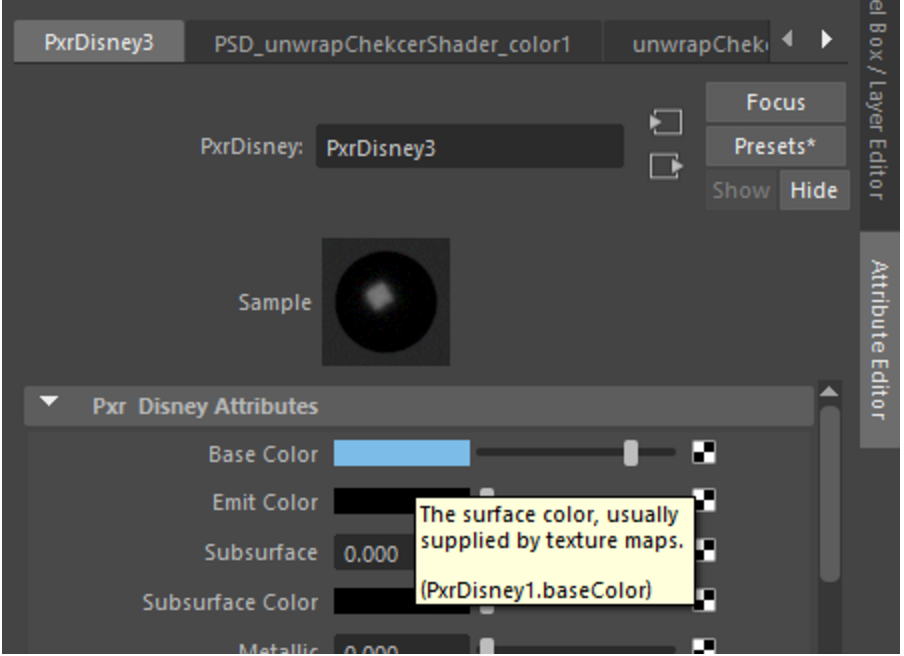 PxrDisney3
PSD_unwrapChekcerShader_color1
unwrapChek
el Box / Layer Editor
Focus
PxrDisney:
PxrDisney3
Presets*
Show
Hide
Sample
Attribute Editor
Pxr Disney Attributes
Base Color
Emit Color
The surface color, usually
supplied by texture maps.
(PxrDisney1.baseColor)
Subsurface
0.000
Subsurface Color
Metallic
0.000